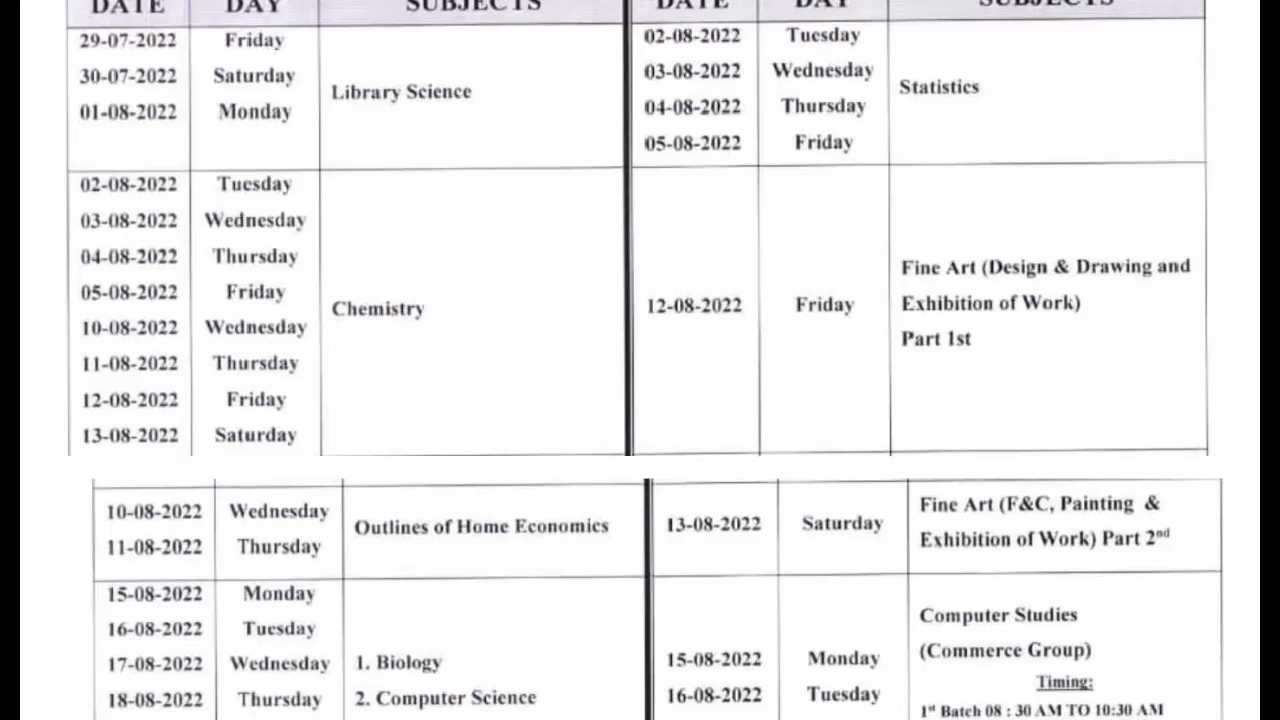 DATE DAY SUBJECTS DATE DAY SUBJECTS
29-07-2022 Friday
30-07-2022 Saturday
01-08-2022 Monday
Library Science
02-08-2022 Tuesday
03-08-2022 Wednesday
04-08-2022 Thursday
05-08-2022 Friday
Statistics
02-08-2022 Tuesday
03-08-2022 Wednesday
04-08-2022 Thursday
05-08-2022 Friday
10-08-2022 Wednesday
11-08-2022 Thursday
12-08-2022 Friday
13-08-2022 Saturday
Chemistry
12-08-2022 Friday
Fine Art (Design & Drawing and
Exhibition of Work)
Part 1st
10-08-2022 Wednesday
11-08-2022 Thursday
Outlines of Home Economics
13-08-2022 Saturday
Fine Art (F&C, Painting &
Exhibition of Work) Part 2nd
15-08-2022 Monday
16-08-2022 Tuesday
17-08-2022 Wednesday
18-08-2022 Thursday
1. Biology
2. Computer Science
15-08-2022 Monday
16-08-2022 Tuesday
Computer Studies
(Commerce Group)
Timing:
1st Batch 08 : 30 AM TO 10:30 AM